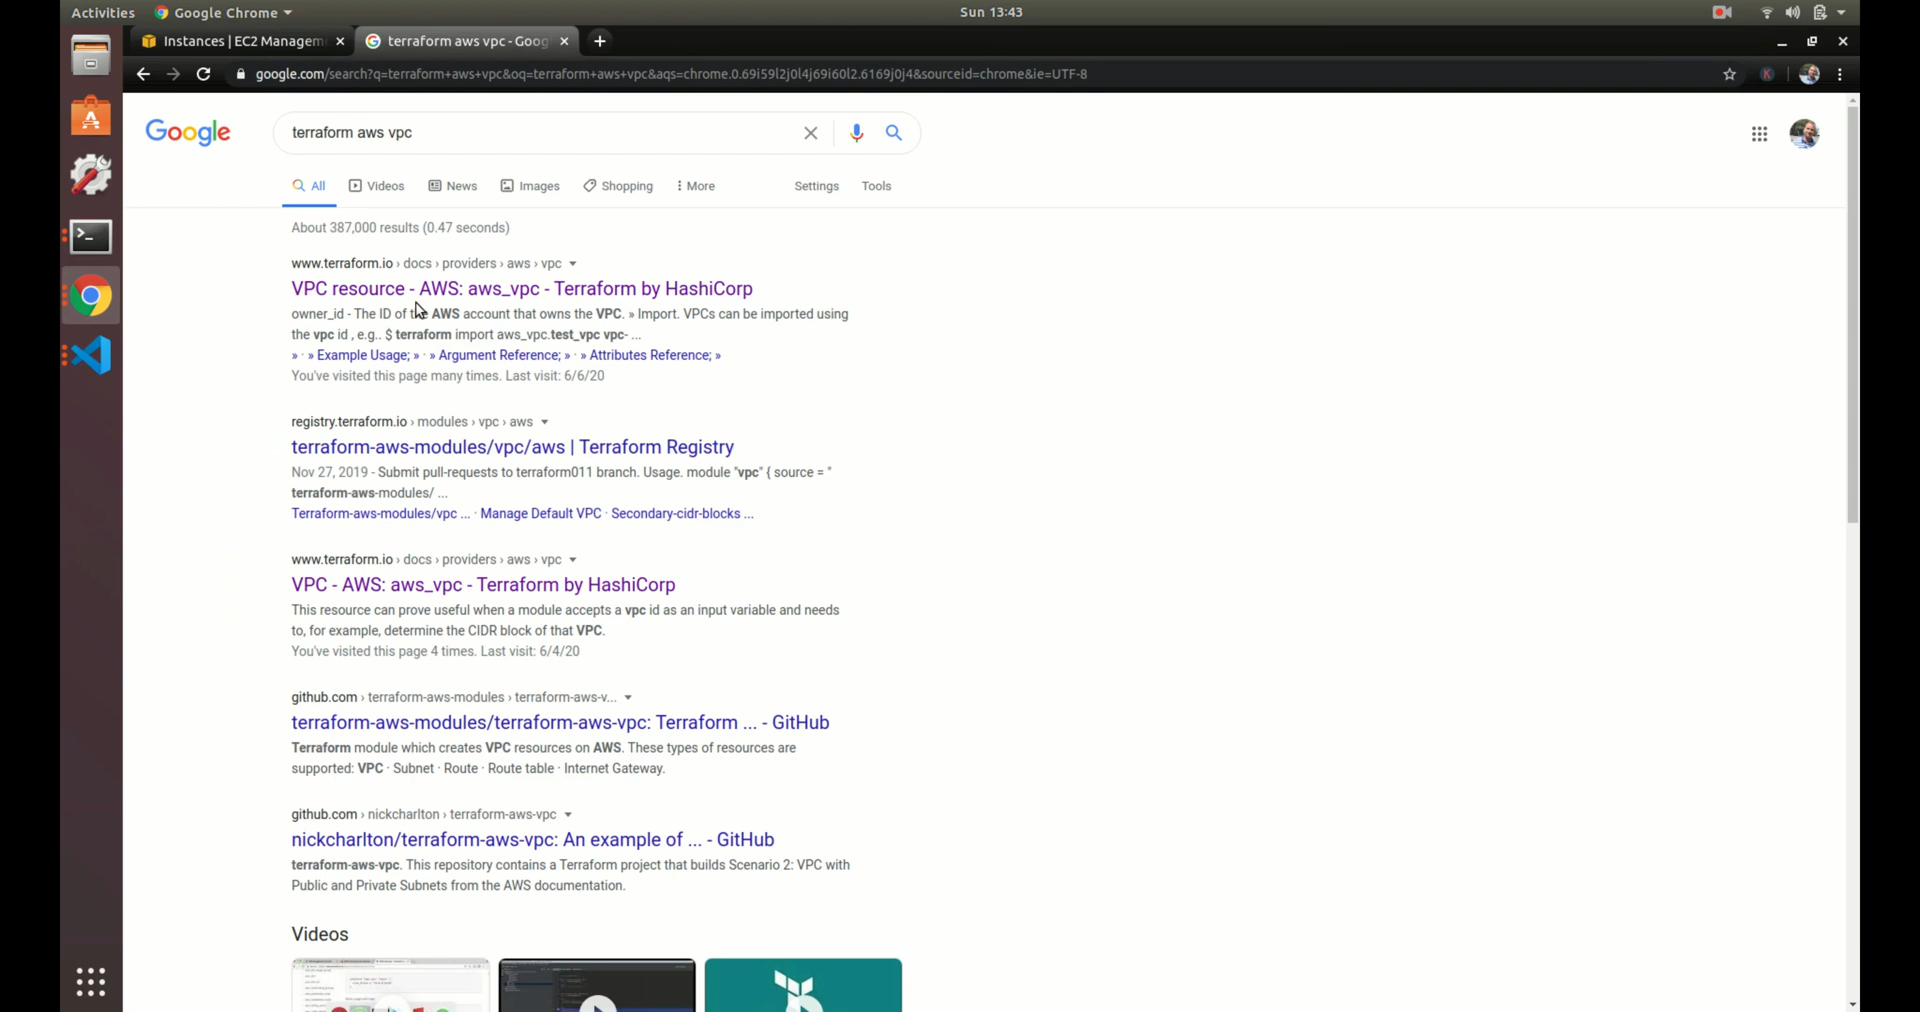 Activities
Google Chrome
Sun 13:43
Instances | EC2 Managem
terraform aws vpc - Goog
google.com/search?q=terraform+aws+vpc&oq=terraform+aws+vpc&aqs=chrome.0.69i59l2j0l4j69i60l2.6169j0j4&sourceid=chrome&ie=UTF-8
K
Google
terraform aws vpc
All
Videos
News
Images
Shopping
More
Settings
Tools
About 387,000 results (0.47 seconds)
www.terraform.io › docs › providers › aws › vpc
VPC resource - AWS: aws_vpc - Terraform by HashiCorp
owner_id - The ID of the AWS account that owns the VPC. » Import. VPCs can be imported using
the vpc id , e.g.. $ terraform import aws_vpc.test_vpc vpc- ...
» · » Example Usage; » · » Argument Reference; » · » Attributes Reference; »
You've visited this page many times. Last visit: 6/6/20
registry.terraform.io › modules › vpc › aws
terraform-aws-modules/vpc/aws | Terraform Registry
Nov 27, 2019 - Submit pull-requests to terraform011 branch. Usage. module "vpc" { source = "
terraform-aws-modules/ ...
Terraform-aws-modules/vpc ... · Manage Default VPC · Secondary-cidr-blocks ...
www.terraform.io › docs › providers › aws › vpc
VPC - AWS: aws_vpc - Terraform by HashiCorp
This resource can prove useful when a module accepts a vpc id as an input variable and needs
to, for example, determine the CIDR block of that VPC.
You've visited this page 4 times. Last visit: 6/4/20
github.com › terraform-aws-modules › terraform-aws-v...
terraform-aws-modules/terraform-aws-vpc: Terraform ... - GitHub
Terraform module which creates VPC resources on AWS. These types of resources are
supported: VPC · Subnet · Route · Route table · Internet Gateway.
github.com › nickcharlton › terraform-aws-vpc
nickcharlton/terraform-aws-vpc: An example of ... - GitHub
terraform-aws-vpc. This repository contains a Terraform project that builds Scenario 2: VPC with
Public and Private Subnets from the AWS documentation.
Videos